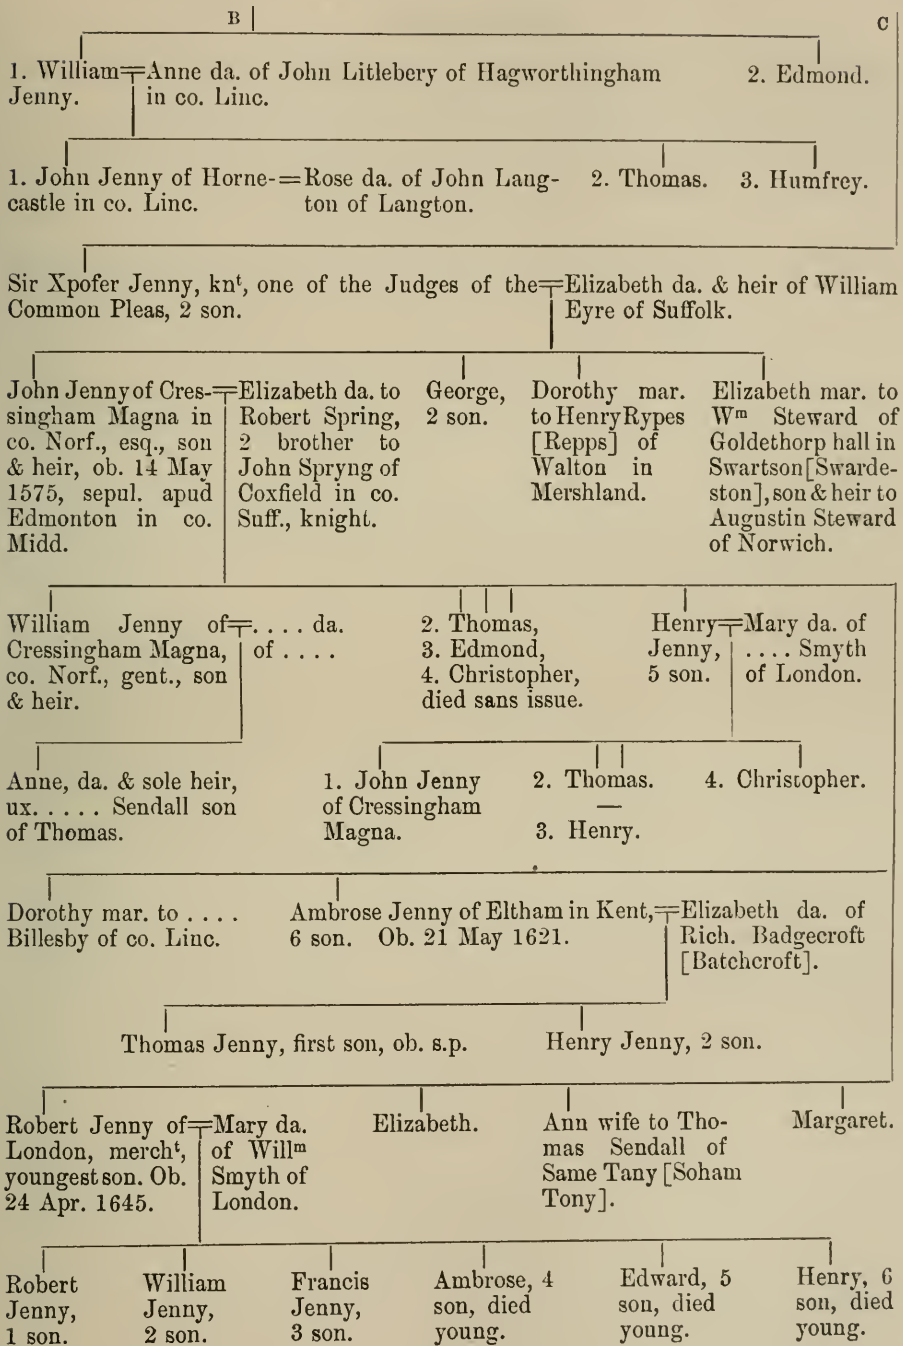 B C
1. William=Anne da. of John Litlebery of Hagworthingham
Jenny. in co. Linc.
2. Edmond.
1. John Jenny of Horne-=Rose da. of John Lang-
castle in co. Linc. ton of Langton.
2. Thomas. 3. Humfrey.
Sir Xpofer Jenny, knᵗ, one of the Judges of the=Elizabeth da. & heir of William
Common Pleas, 2 son. Eyre of Suffolk.
John Jenny of Cres-
singham Magna in
co. Norf., esq., son
& heir, ob. 14 May
1575, sepul. apud
Edmonton in co.
Midd.
=Elizabeth da. to
Robert Spring,
2 brother to
John Spryng of
Coxfield in co.
Suff., knight.
George,
2 son.
Dorothy mar.
to Henry Rypes
[Repps] of
Walton in
Mershland.
Elizabeth mar. to
Wᵐ Steward of
Goldethorp hall in
Swartson [Swarde-
ston], son & heir to
Augustin Steward
of Norwich.
William Jenny of
Cressingham Magna,
co. Norf., gent., son
& heir.
=. . . . da.
of . . . .
2. Thomas,
3. Edmond,
4. Christopher,
died sans issue.
Henry
Jenny,
5 son.
=Mary da. of
. . . . Smyth
of London.
Anne, da. & sole heir,
ux. . . . . Sendall son
of Thomas.
1. John Jenny
of Cressingham
Magna.
2. Thomas.
—
3. Henry.
4. Christopher.
Dorothy mar. to . . . .
Billesby of co. Linc.
Ambrose Jenny of Eltham in Kent,
6 son. Ob. 21 May 1621.
=Elizabeth da. of
Rich. Badgecroft
[Batchcroft].
Thomas Jenny, first son, ob. s.p.
Henry Jenny, 2 son.
Robert Jenny of
London, merchᵗ,
youngest son. Ob.
24 Apr. 1645.
=Mary da.
of Willᵐ
Smyth of
London.
Elizabeth.
Ann wife to Tho-
mas Sendall of
Same Tany [Soham
Tony].
Margaret.
Robert
Jenny,
1 son.
William
Jenny,
2 son.
Francis
Jenny,
3 son.
Ambrose, 4
son, died
young.
Edward, 5
son, died
young.
Henry, 6
son, died
young.